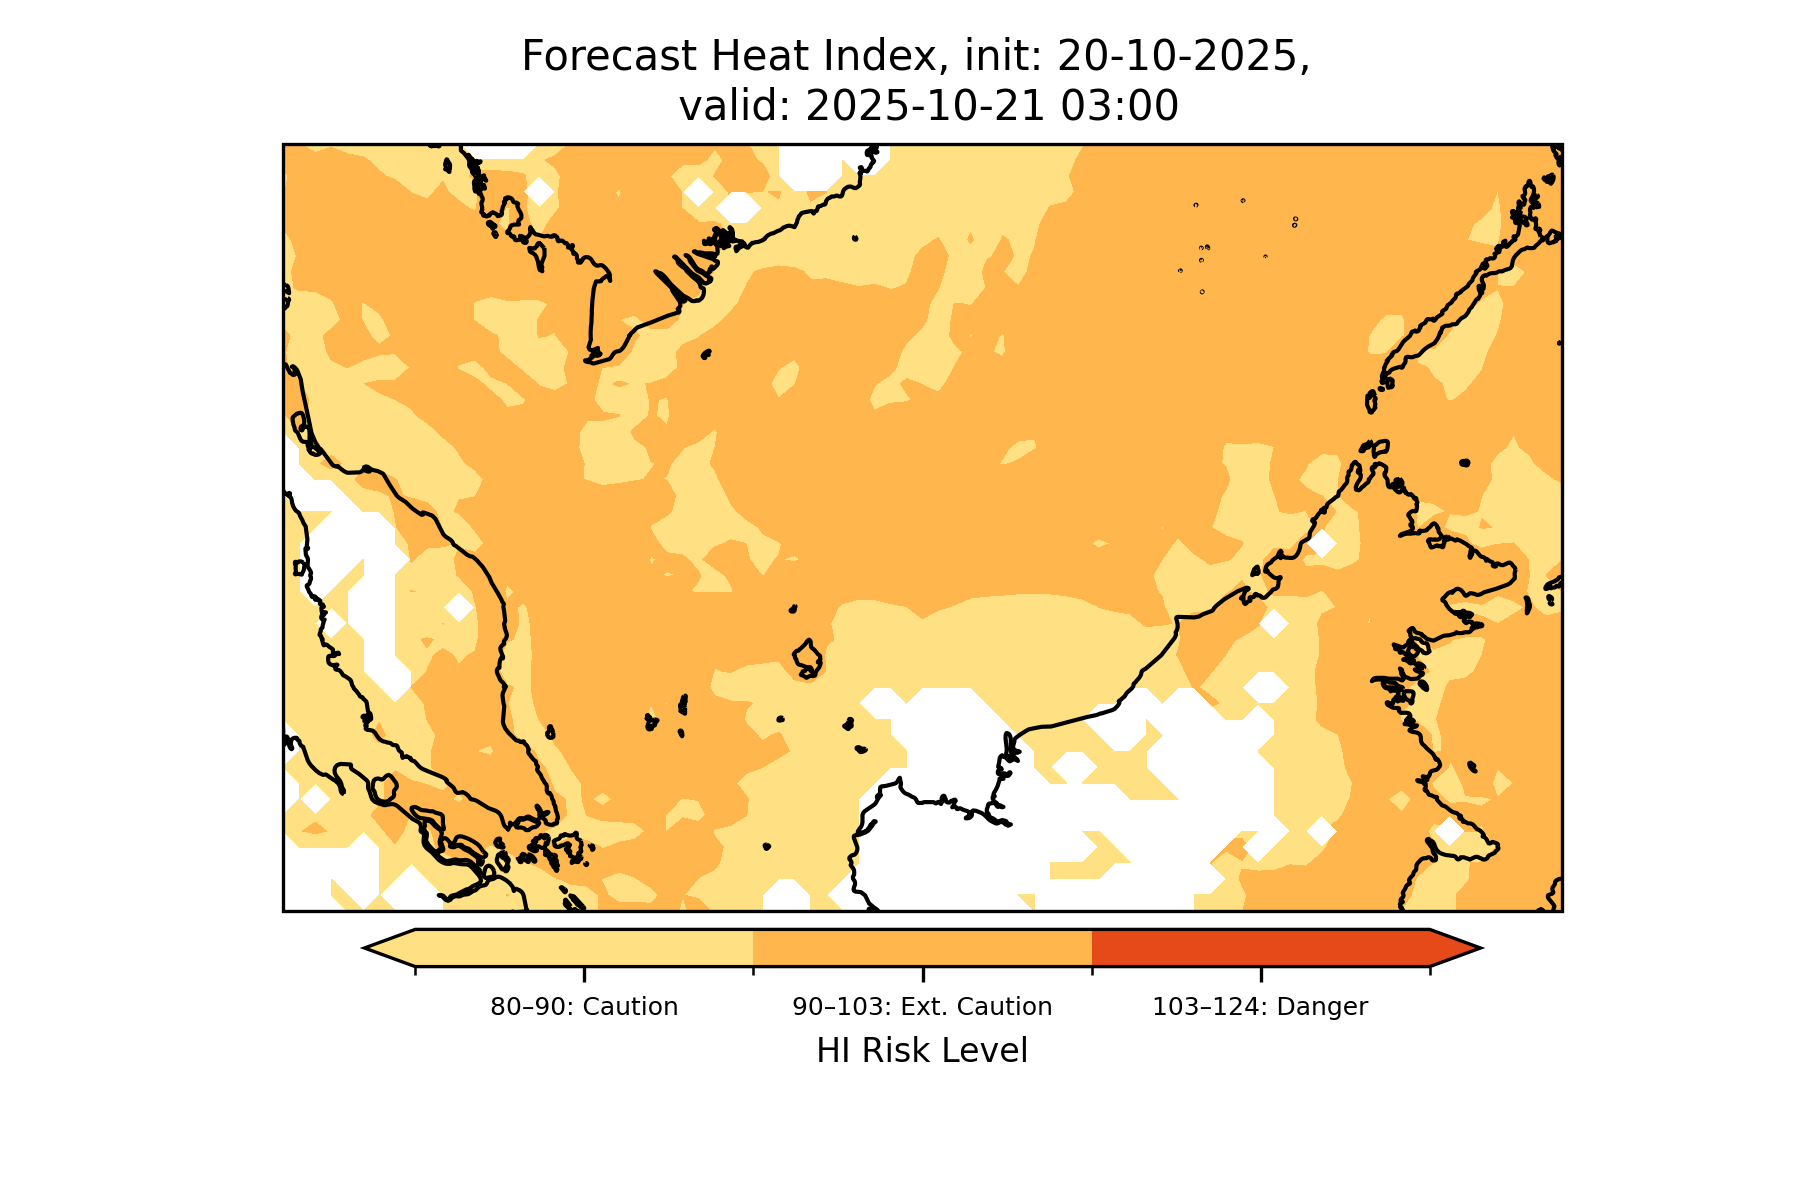 Forecast Heat Index, init: 20-10-2025,
valid: 2025-10-21 03:00
80–90: Caution
90–103: Ext. Caution
103–124: Danger
HI Risk Level